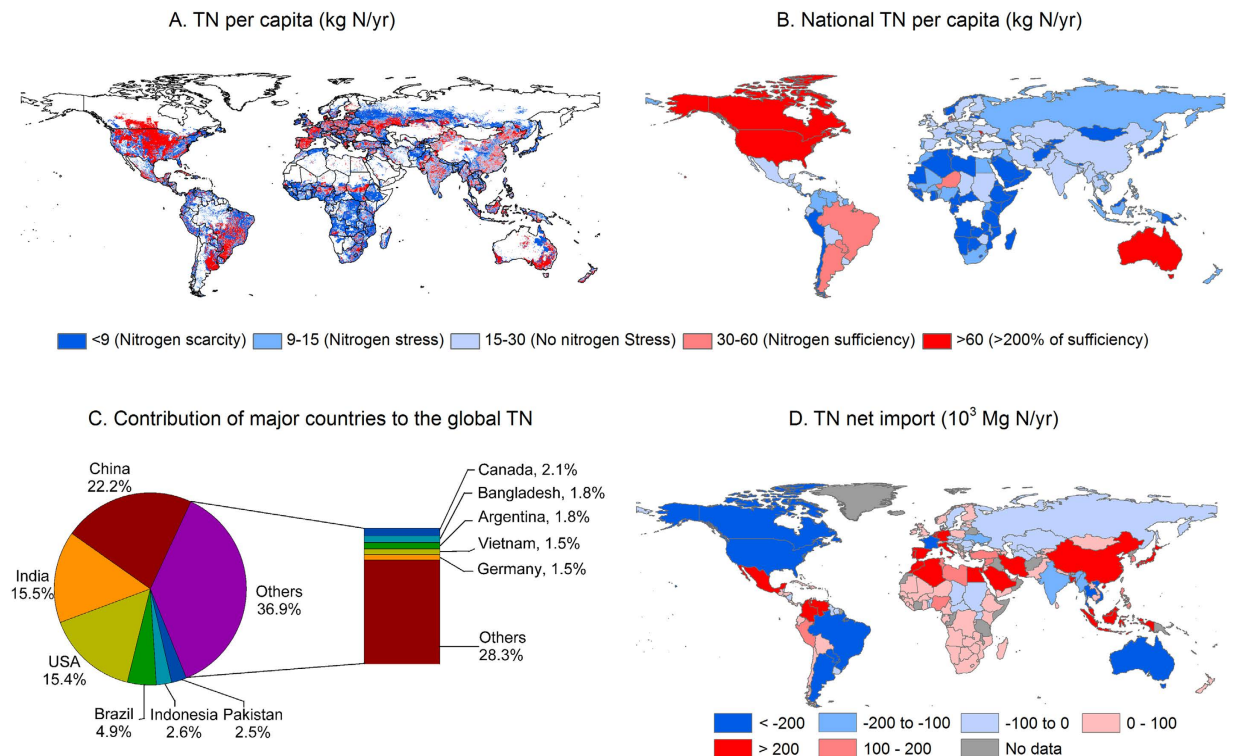 A. TN per capita (kg N/yr)
B. National TN per capita (kg N/yr)
<9 (Nitrogen scarcity)
9-15 (Nitrogen stress)
15-30 (No nitrogen Stress)
30-60 (Nitrogen sufficiency)
>60 (>200% of sufficiency)
C. Contribution of major countries to the global TN
China
22.2%
India
15.5%
USA
15.4%
Brazil
4.9%
Indonesia
2.6%
Pakistan
2.5%
Others
36.9%
Canada, 2.1%
Bangladesh, 1.8%
Argentina, 1.8%
Vietnam, 1.5%
Germany, 1.5%
Others
28.3%
D. TN net import (10³ Mg N/yr)
< -200
-200 to -100
-100 to 0
0 - 100
> 200
100 - 200
No data